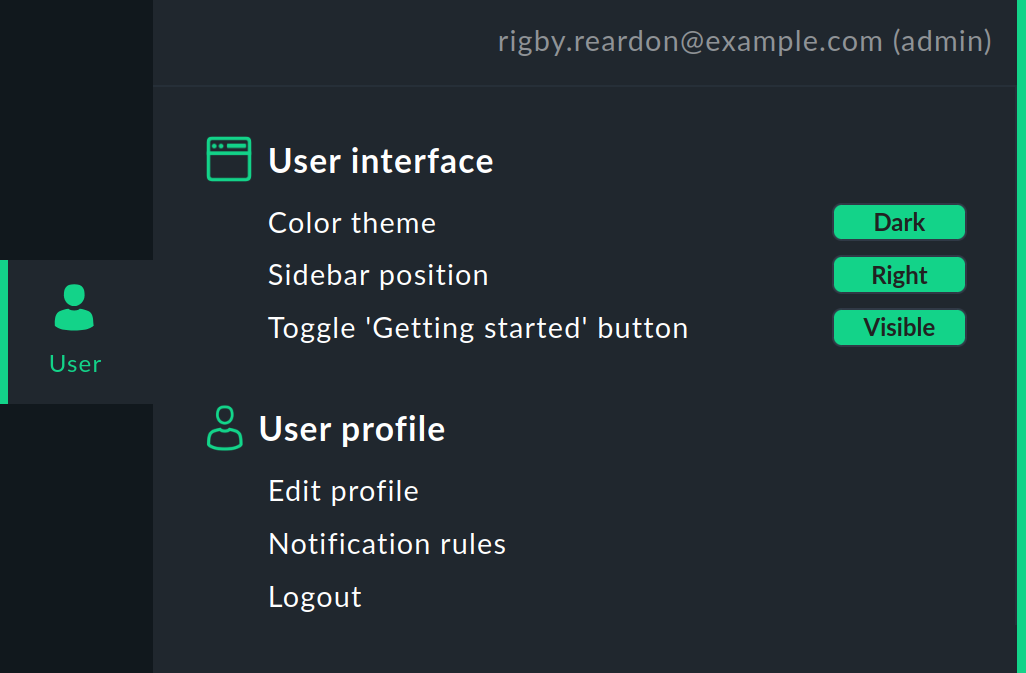 rigby.reardon@example.com (admin)
User interface
Color theme Dark
Sidebar position Right
Toggle 'Getting started' button Visible
User
User profile
Edit profile
Notification rules
Logout